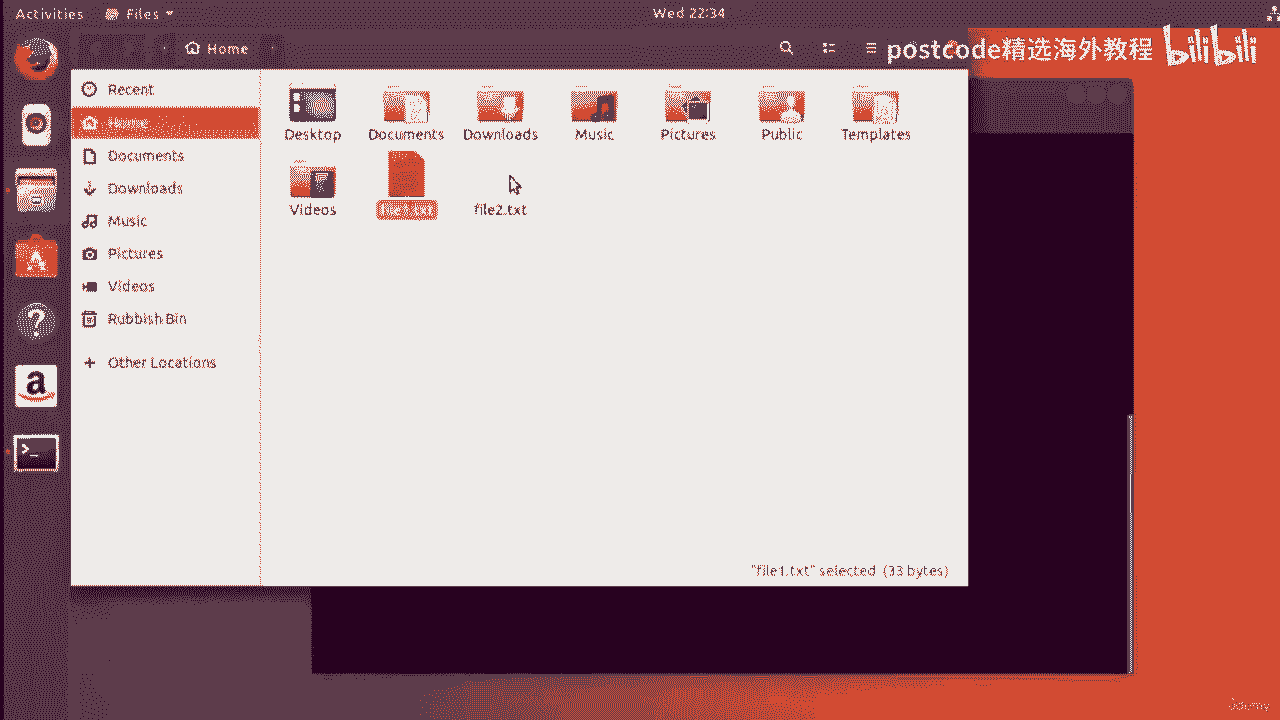 Activities Files Wed 22:34
Home
postcode精选海外教程 bilibili
Recent
Home
Documents
Downloads
Music
Pictures
Videos
Rubbish Bin
Other Locations
Desktop Documents Downloads Music Pictures Public Templates
Videos file1.txt file2.txt
"file1.txt" selected (33 bytes)
Udemy